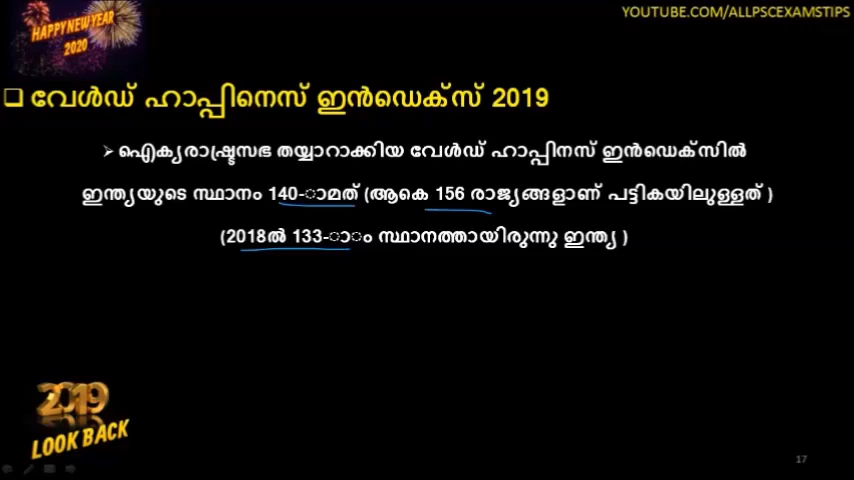 YOUTUBE.COM/ALLPSCEXAMSTIPS
HAPPY NEW YEAR
2020
വേൾഡ് ഹാപ്പിനെസ് ഇൻഡെക്സ് 2019
ഐക്യരാഷ്ട്രസഭ തയ്യാറാക്കിയ വേൾഡ് ഹാപ്പിനസ് ഇൻഡെക്സിൽ
ഇന്ത്യയുടെ സ്ഥാനം 140-ാമത് (ആകെ 156 രാജ്യങ്ങളാണ് പട്ടികയിലുള്ളത് )
(2018ൽ 133-ാം സ്ഥാനത്തായിരുന്നു ഇന്ത്യ )
2019
LOOK BACK
17